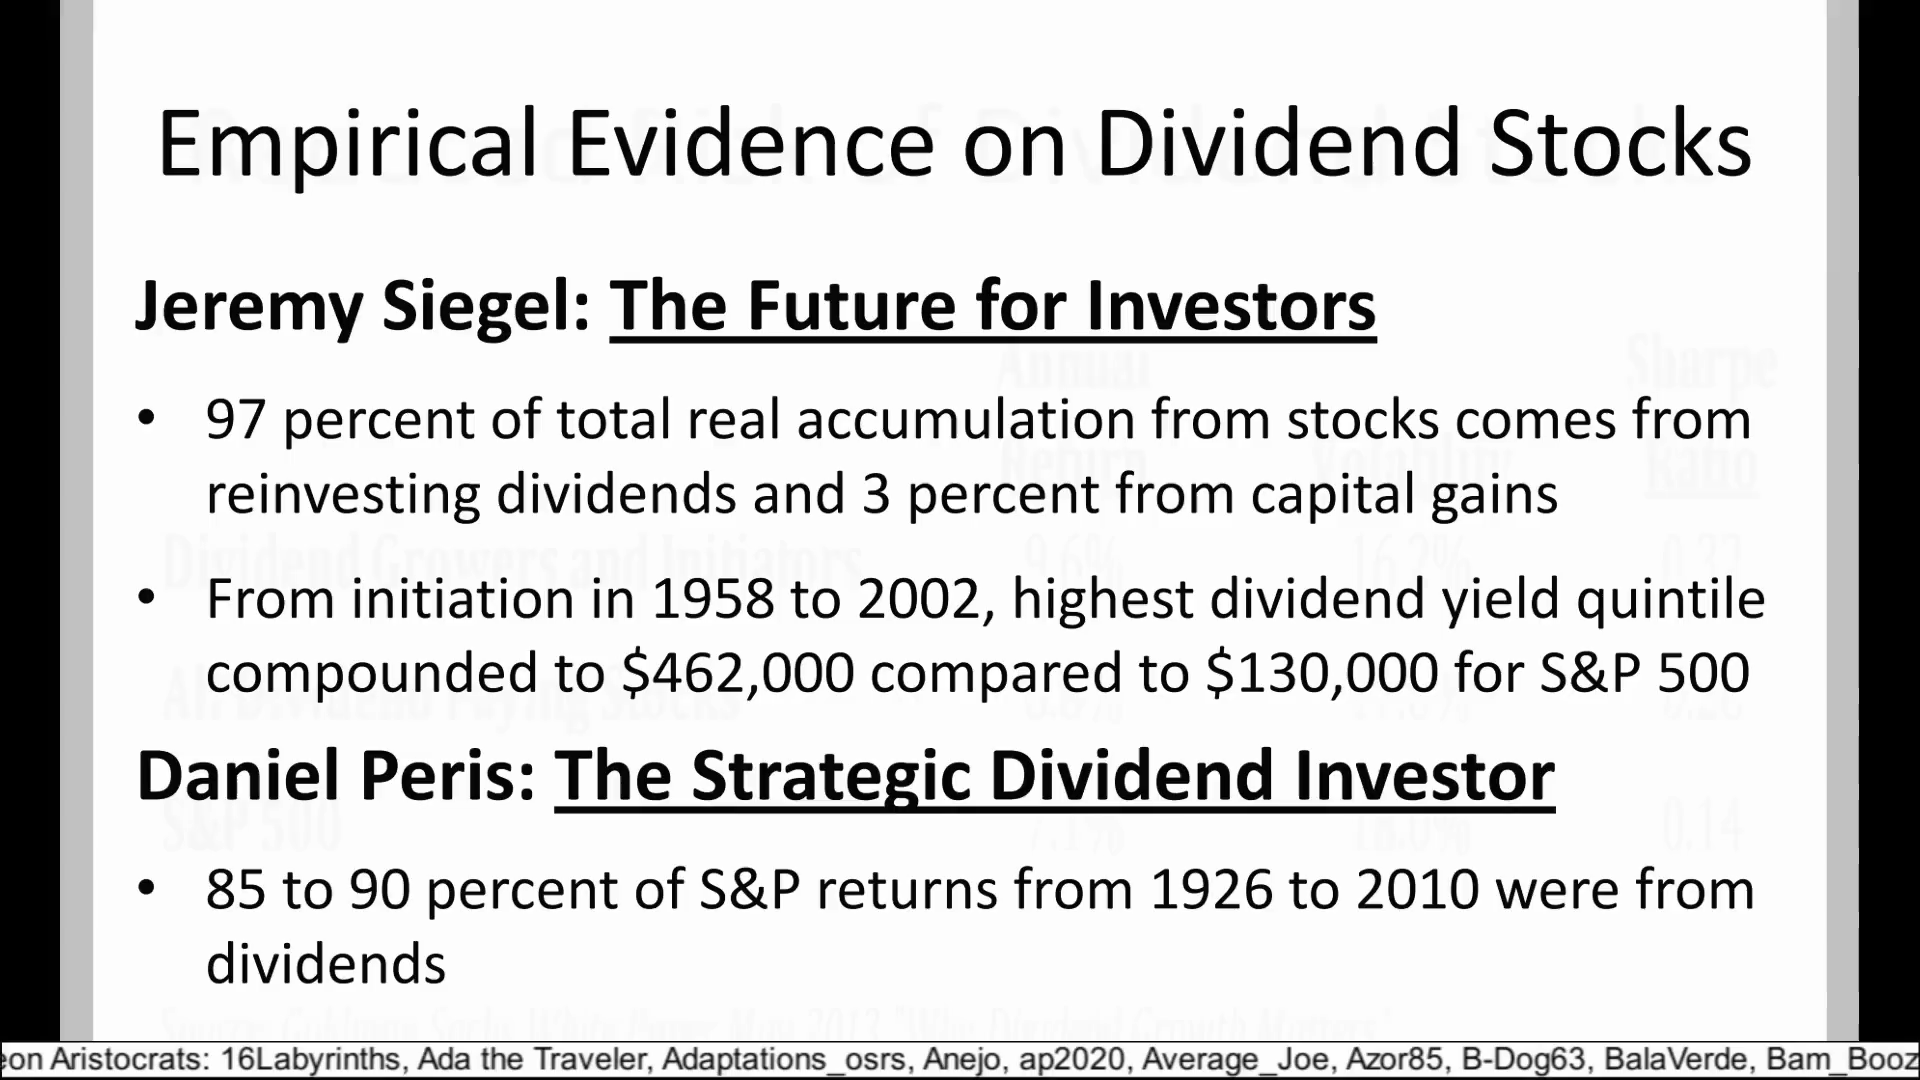 Empirical Evidence on Dividend Stocks
Jeremy Siegel: The Future for Investors
• 97 percent of total real accumulation from stocks comes from
reinvesting dividends and 3 percent from capital gains
• From initiation in 1958 to 2002, highest dividend yield quintile
compounded to $462,000 compared to $130,000 for S&P 500
Daniel Peris: The Strategic Dividend Investor
• 85 to 90 percent of S&P returns from 1926 to 2010 were from
dividends
Aristocrats: 16Labyrinths, Ada the Traveler, Adaptations_osrs, Anejo, ap2020, Average_Joe, Azor85, B-Dog63, BalaVerde, Bam_Booz